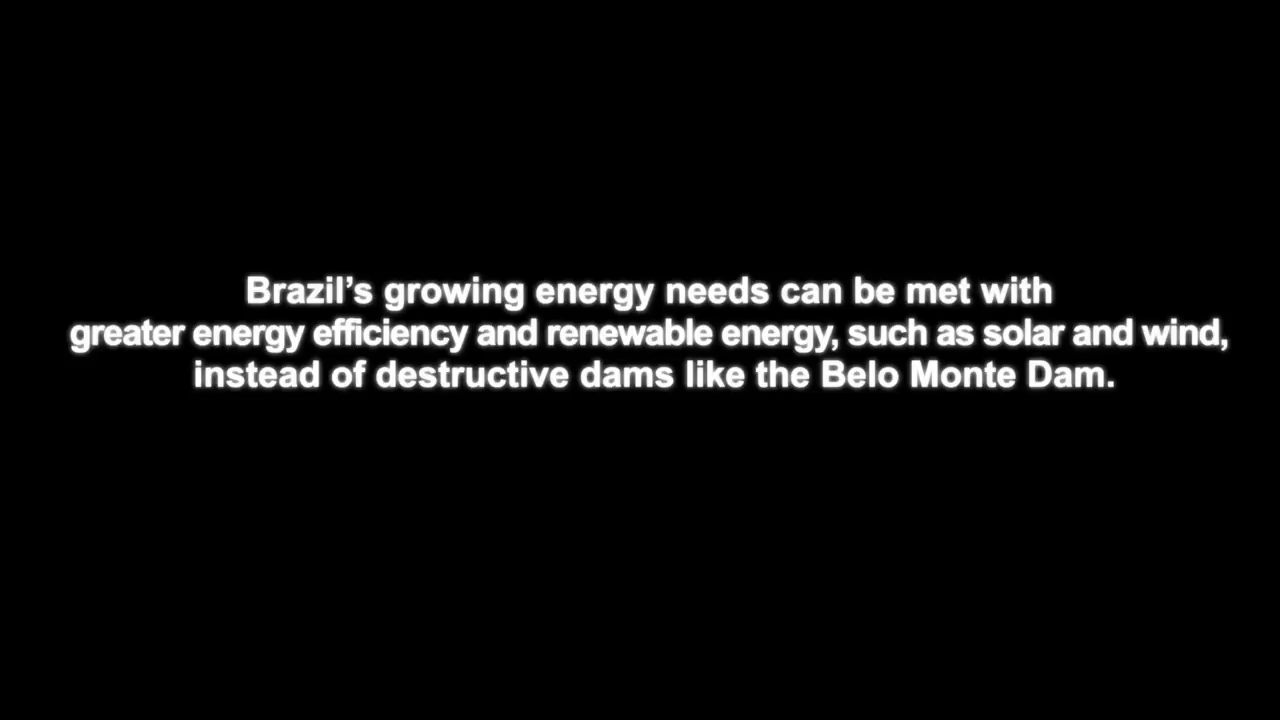 Brazil’s growing energy needs can be met with
greater energy efficiency and renewable energy, such as solar and wind,
instead of destructive dams like the Belo Monte Dam.